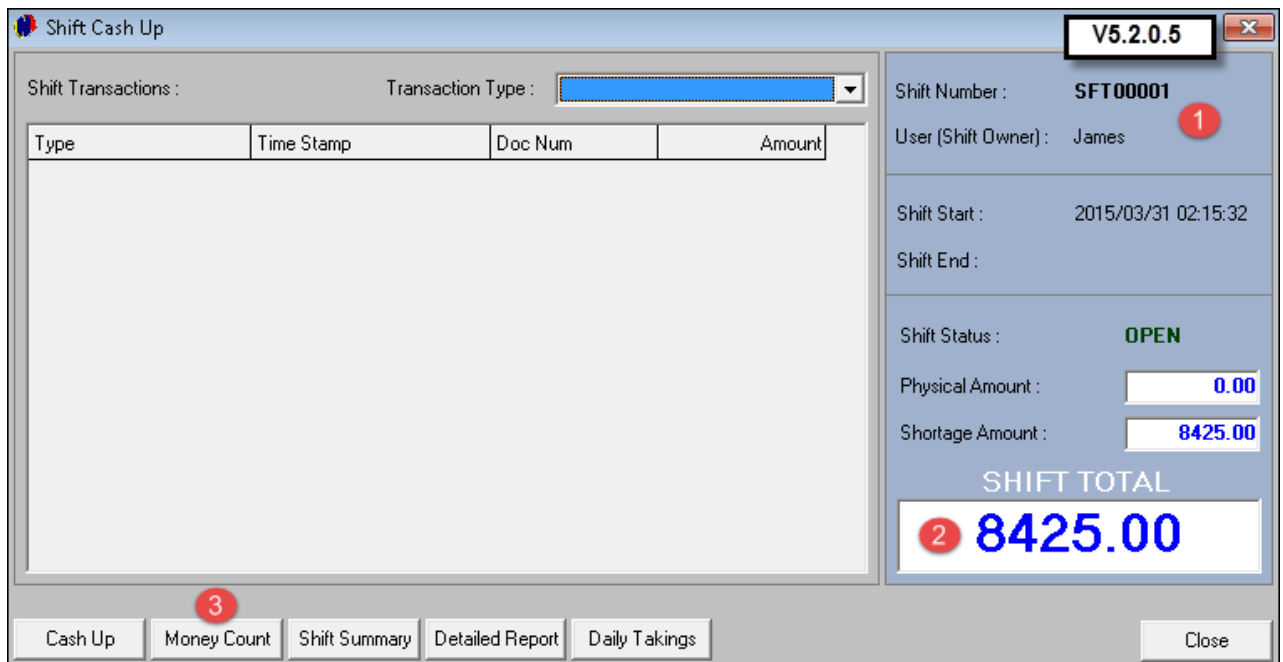 Shift Cash Up
V5.2.0.5
Shift Transactions :
Transaction Type :
Type Time Stamp Doc Num Amount
Shift Number : SFT00001
1
User (Shift Owner) : James
Shift Start : 2015/03/31 02:15:32
Shift End :
Shift Status : OPEN
Physical Amount : 0.00
Shortage Amount : 8425.00
SHIFT TOTAL
2 8425.00
3
Cash Up Money Count Shift Summary Detailed Report Daily Takings Close